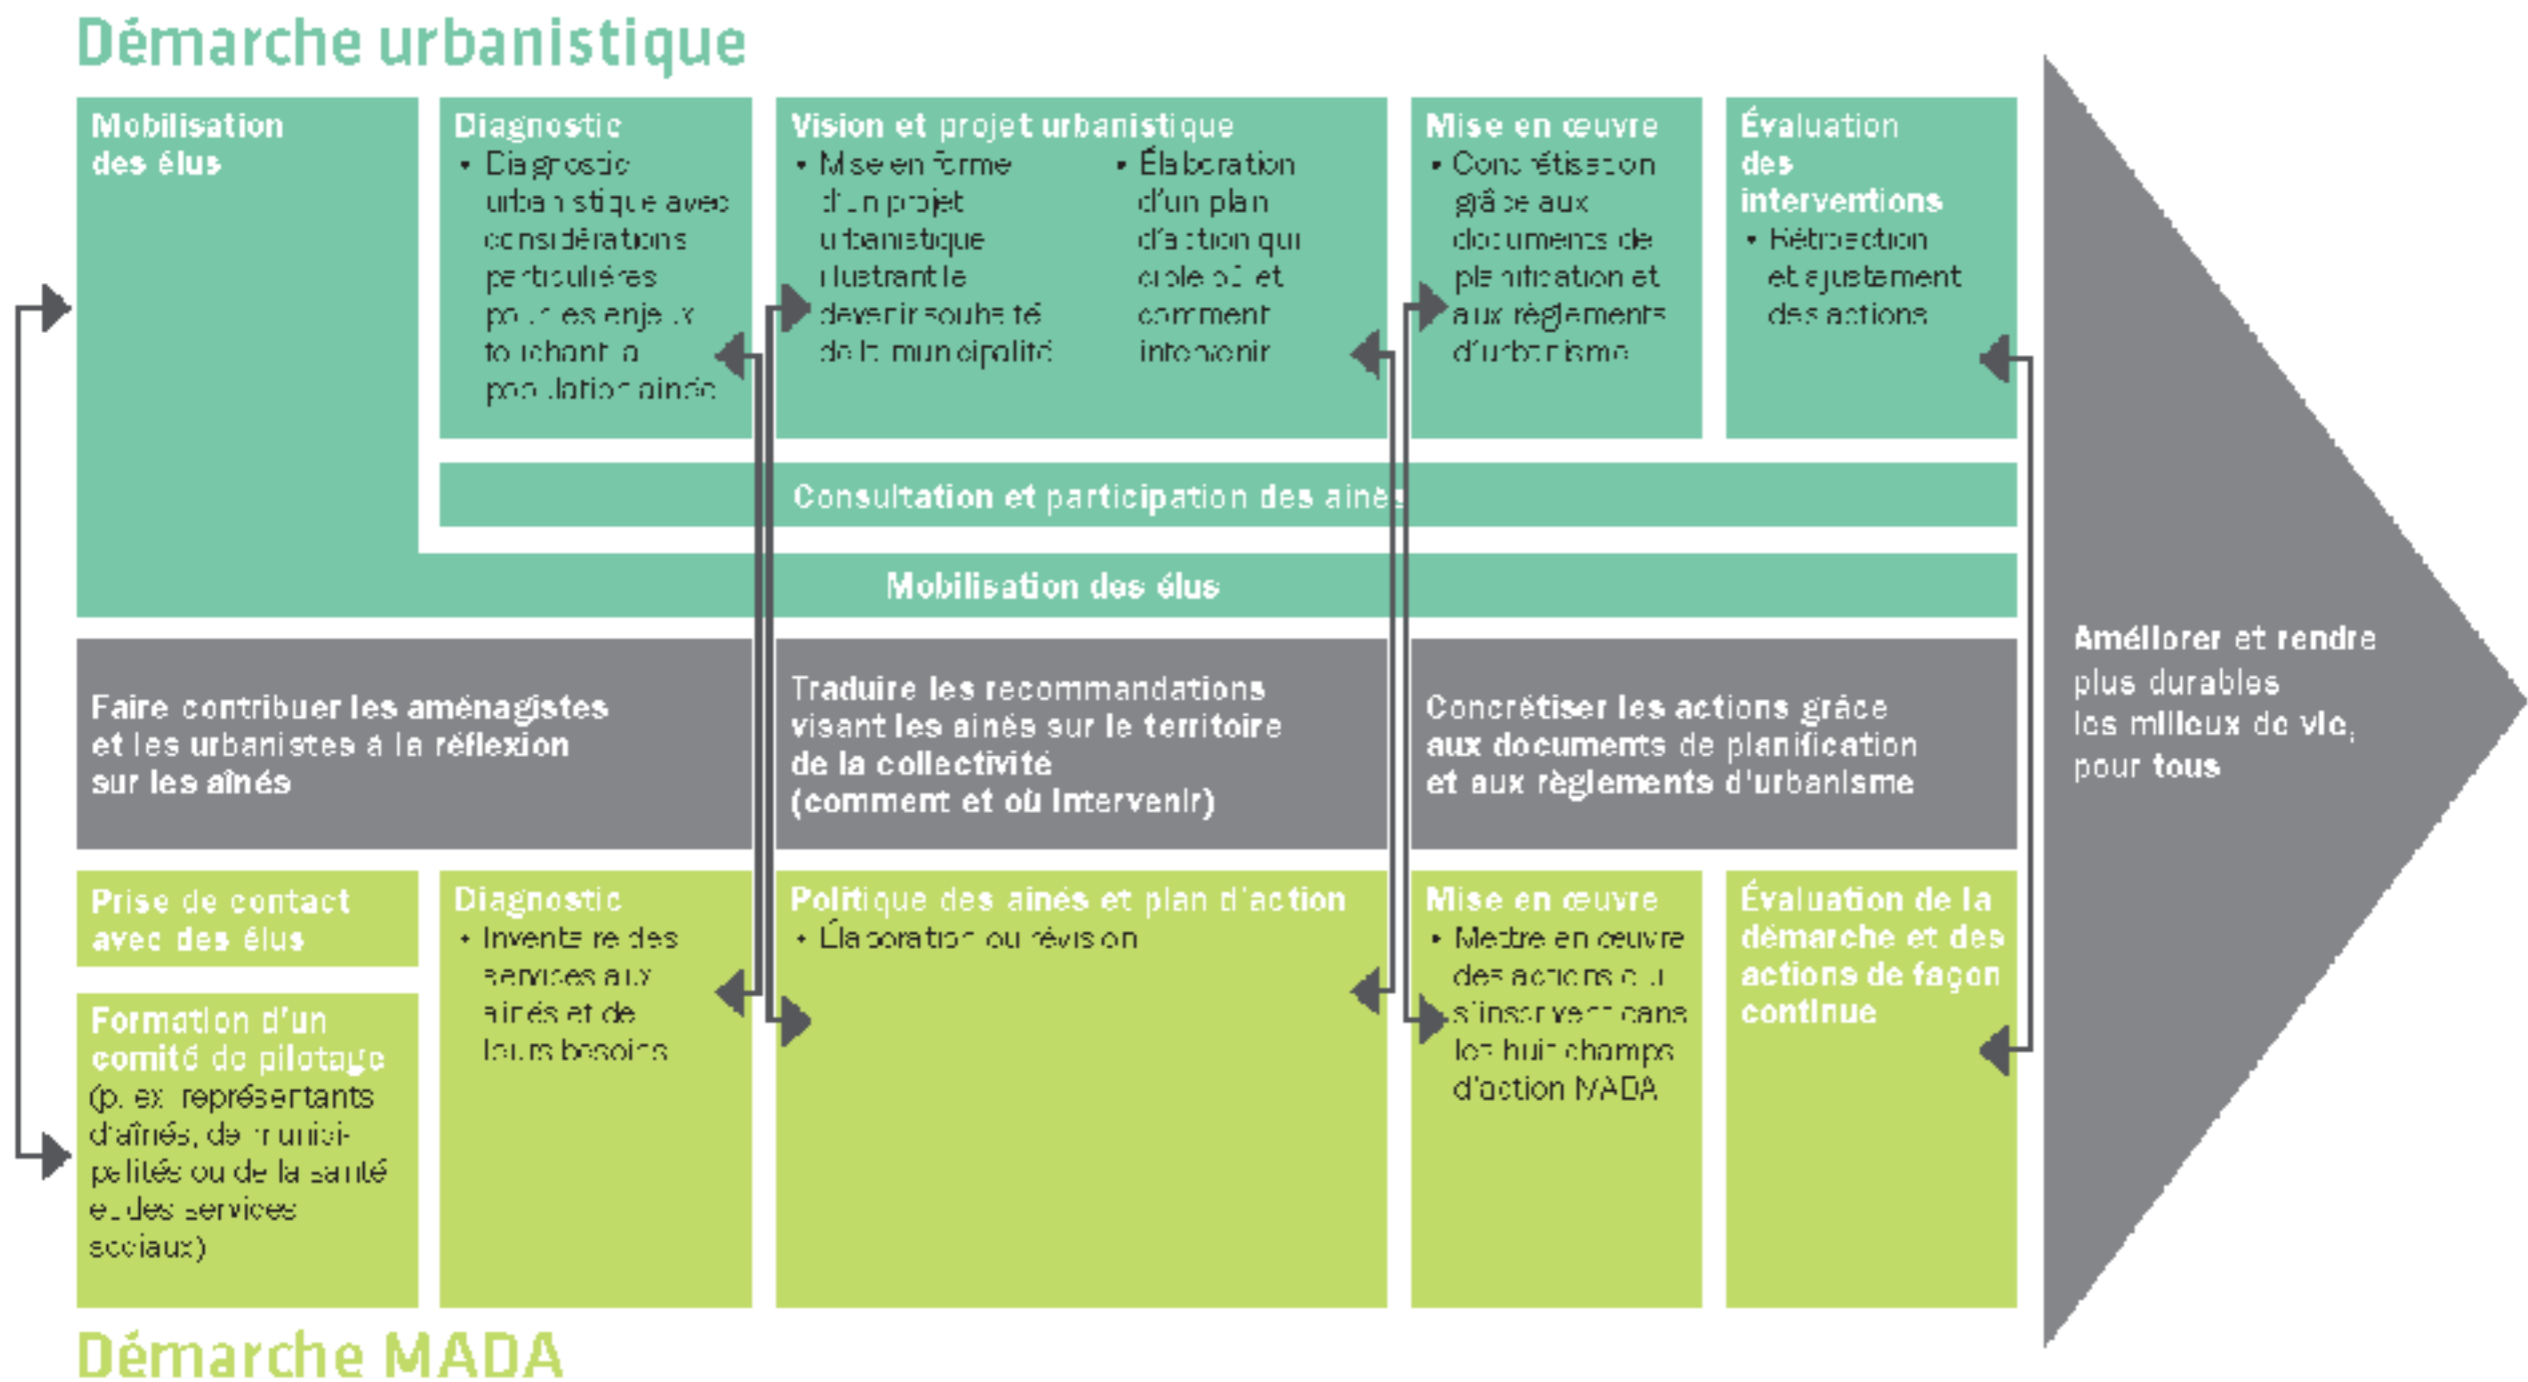 Démarche urbanistique
Mobilisation
des élus
Diagnostic
• Diagnostic
urbanistique avec
considérations
particulières
pour les enjeux
touchant la
population ainée
Vision et projet urbanistique
• Mise en forme
d'un projet
urbanistique
illustrant le
devenir souhaité
de la municipalité
• Élaboration
d'un plan
d'action qui
cible où et
comment
intervenir
Mise en œuvre
• Concrétisation
grâce aux
documents de
planification et
aux règlements
d'urbanisme
Évaluation
des
interventions
• Rétroaction
et ajustement
des actions
Consultation et participation des ainés
Mobilisation des élus
Faire contribuer les aménagistes
et les urbanistes à la réflexion
sur les aînés
Traduire les recommandations
visant les ainés sur le territoire
de la collectivité
(comment et où intervenir)
Concrétiser les actions grâce
aux documents de planification
et aux règlements d'urbanisme
Améliorer et rendre
plus durables
les milieux de vie,
pour tous
Prise de contact
avec des élus
Formation d'un
comité de pilotage
(p. ex. représentants
d'aînés, de munici-
palités ou de la santé
et des services
sociaux)
Diagnostic
• Inventaire des
services aux
ainés et de
leurs besoins
Politique des ainés et plan d'action
• Élaboration ou révision
Mise en œuvre
• Mettre en œuvre
des actions qui
s'inscrivent dans
les huit champs
d'action MADA
Évaluation de la
démarche et des
actions de façon
continue
Démarche MADA